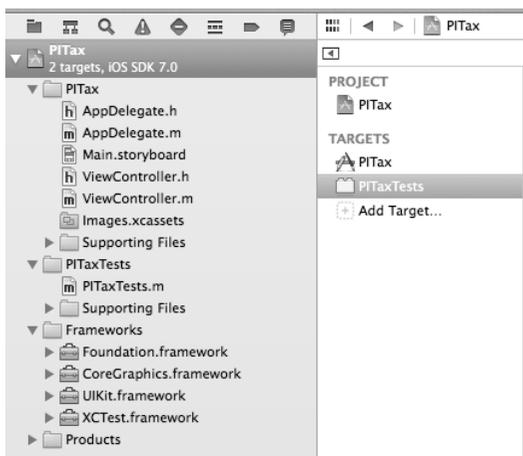 PITax
2 targets, iOS SDK 7.0
PITax
h AppDelegate.h
m AppDelegate.m
Main.storyboard
h ViewController.h
m ViewController.m
Images.xcassets
Supporting Files
PITaxTests
m PITaxTests.m
Supporting Files
Frameworks
Foundation.framework
CoreGraphics.framework
UIKit.framework
XCTest.framework
Products
PITax
PROJECT
PITax
TARGETS
PITax
PITaxTests
Add Target...